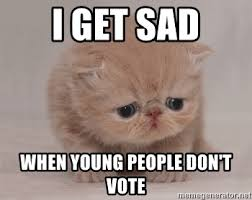 I GET SAD
WHEN YOUNG PEOPLE DON'T
VOTE
memegenerator.net